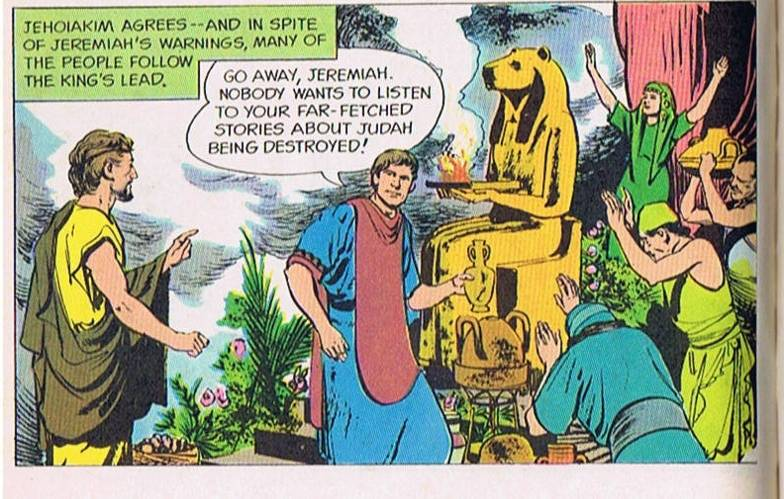 JEHOIAKIM AGREES--AND IN SPITE
OF JEREMIAH'S WARNINGS, MANY OF
THE PEOPLE FOLLOW
THE KING'S LEAD.
GO AWAY, JEREMIAH.
NOBODY WANTS TO LISTEN
TO YOUR FAR-FETCHED
STORIES ABOUT JUDAH
BEING DESTROYED!